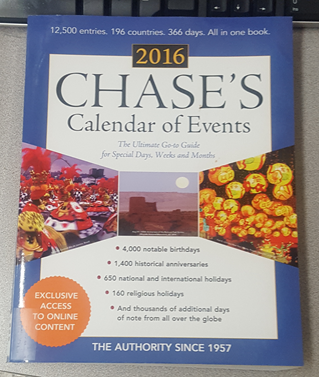 12,500 entries. 196 countries. 366 days. All in one book.
2016
CHASE'S
Calendar of Events
The Ultimate Go-to Guide
for Special Days, Weeks and Months
• 4,000 notable birthdays
• 1,400 historical anniversaries
• 650 national and international holidays
• 160 religious holidays
• And thousands of additional days
of note from all over the globe
EXCLUSIVE
ACCESS
TO ONLINE
CONTENT
THE AUTHORITY SINCE 1957